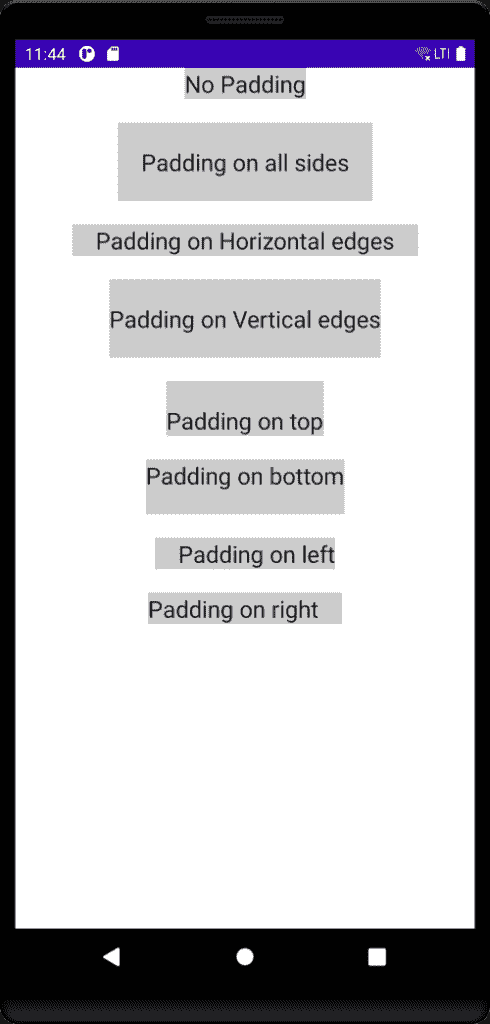 11:44 LTE
No Padding
Padding on all sides
Padding on Horizontal edges
Padding on Vertical edges
Padding on top
Padding on bottom
Padding on left
Padding on right